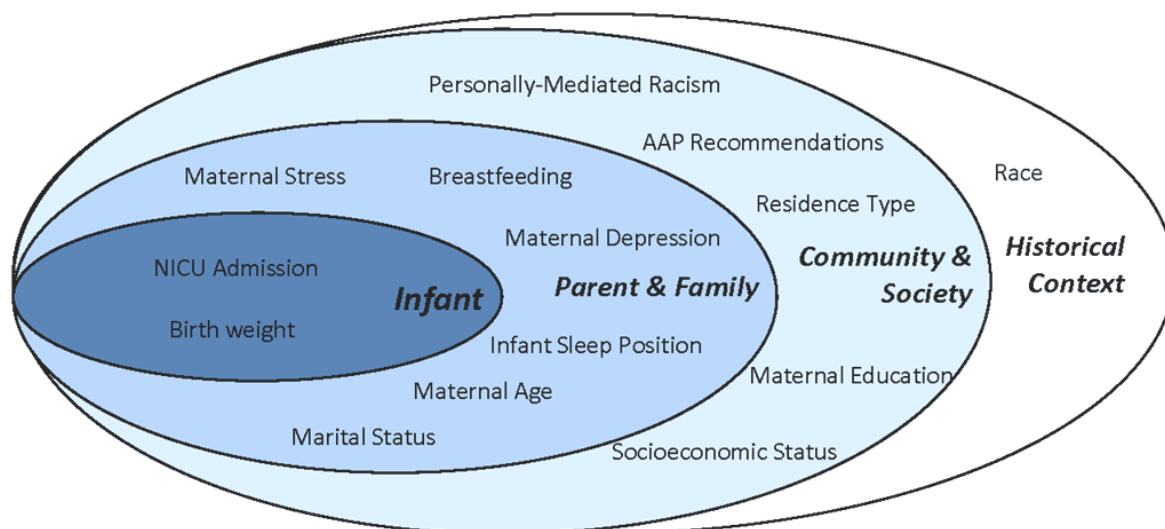 Personally-Mediated Racism
AAP Recommendations
Maternal Stress
Breastfeeding
Race
Residence Type
Maternal Depression
NICU Admission
Community &
Society
Historical
Context
Parent & Family
Infant
Birth weight
Infant Sleep Position
Maternal Age
Maternal Education
Marital Status
Socioeconomic Status